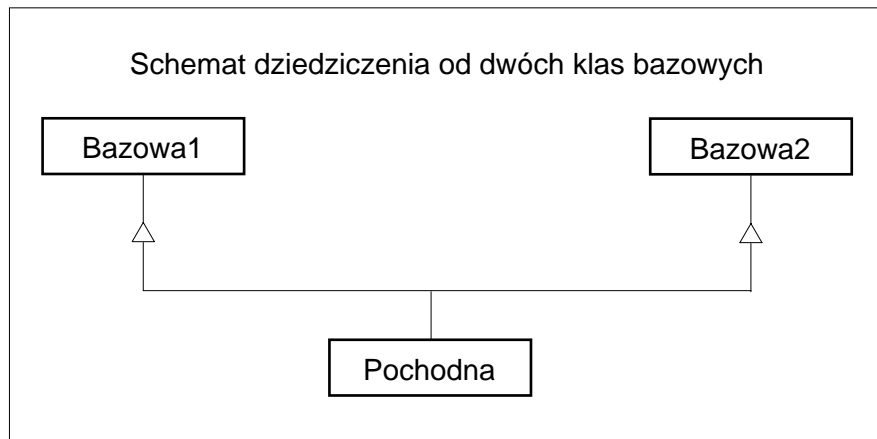 Schemat dziedziczenia od dwóch klas bazowych
Bazowa1
Bazowa2
Pochodna